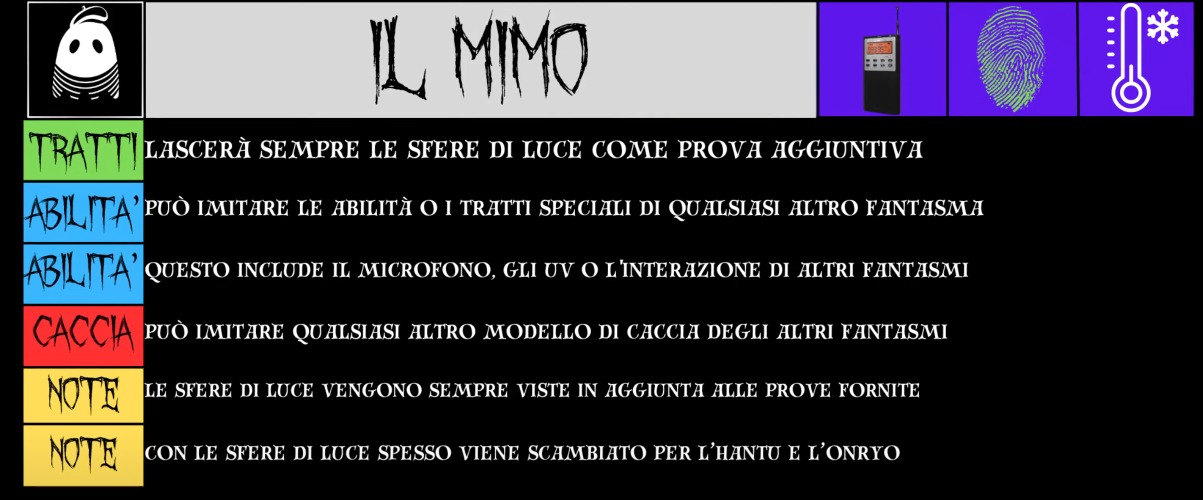 IL MIMO
TRATTI LASCERÀ SEMPRE LE SFERE DI LUCE COME PROVA AGGIUNTIVA
ABILITA' PUÒ IMITARE LE ABILITÀ O I TRATTI SPECIALI DI QUALSIASI ALTRO FANTASMA
ABILITA' QUESTO INCLUDE IL MICROFONO, GLI UV O L'INTERAZIONE DI ALTRI FANTASMI
CACCIA PUÒ IMITARE QUALSIASI ALTRO MODELLO DI CACCIA DEGLI ALTRI FANTASMI
NOTE LE SFERE DI LUCE VENGONO SEMPRE VISTE IN AGGIUNTA ALLE PROVE FORNITE
NOTE CON LE SFERE DI LUCE SPESSO VIENE SCAMBIATO PER L'HANTU E L'ONRYO